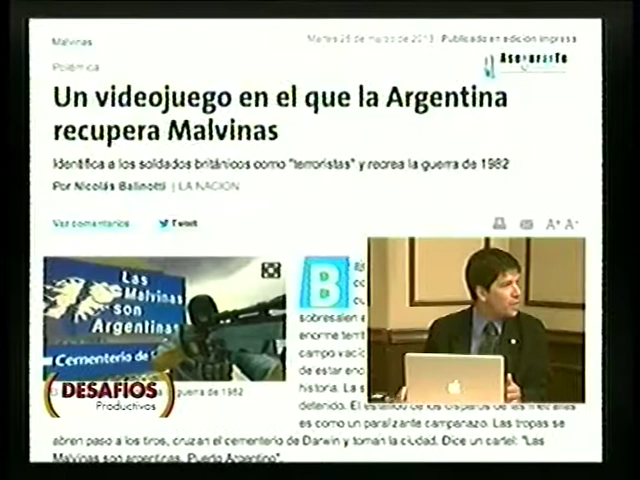 Malvinas
Martes 26 de marzo de 2013 Publicado en edición impresa
Polémica
Un videojuego en el que la Argentina
recupera Malvinas
Identifica a los soldados británicos como "terroristas" y recrea la guerra de 1982
Por Nicolás Balinotti | LA NACION
Ver comentarios Tweet
A+ A-
Las
Malvinas
son
Argentinas
Cementerio de
B
sobresalen
enorme
campo
de estar
historia. La
guerra de 1982
DESAFÍOS
Productivos
detenido. El
es como un paralizante campanazo. Las tropas se
abren paso a los tiros, cruzan el cementerio de Darwin y toman la ciudad. Dice un cartel: "Las
Malvinas son argentinas. Puerto Argentino".